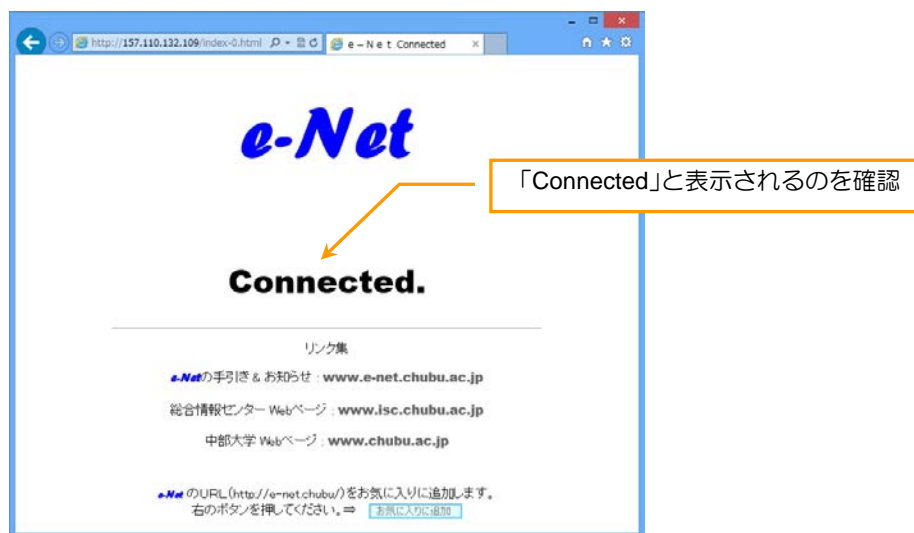 http://157.110.132.109/index-0.html
e－Ｎｅｔ Connected
e-Net
「Connected」と表示されるのを確認
Connected.
リンク集
e-Netの手引き & お知らせ : www.e-net.chubu.ac.jp
総合情報センター Webページ : www.isc.chubu.ac.jp
中部大学 Webページ : www.chubu.ac.jp
e-Net のURL(http://e-net.chubu/)をお気に入りに追加します。
右のボタンを押してください。⇒ お気に入りに追加